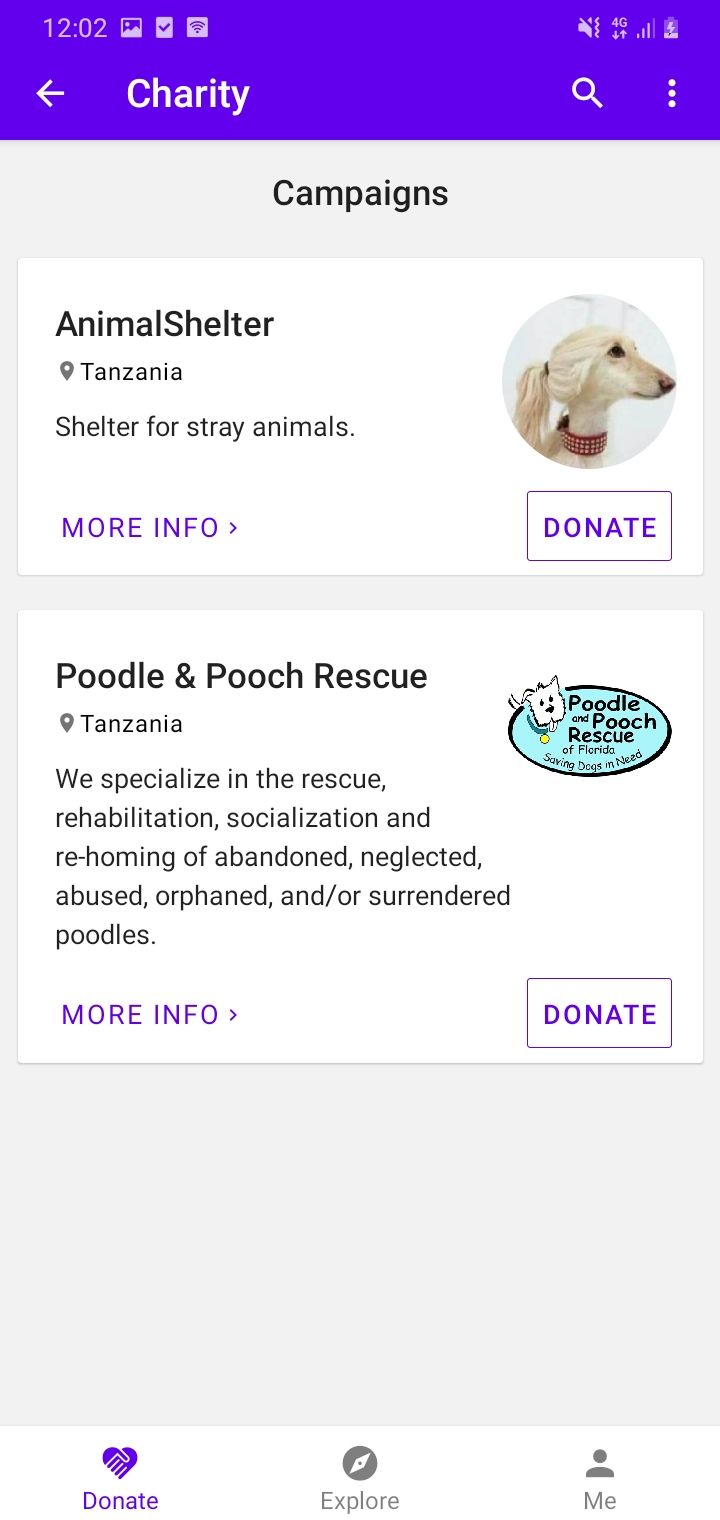 12:02
4G
Charity
Campaigns
AnimalShelter
Tanzania
Shelter for stray animals.
MORE INFO ›
DONATE
Poodle & Pooch Rescue
Tanzania
Poodle
and Pooch
Rescue
of Florida
Saving Dogs in Need
We specialize in the rescue,
rehabilitation, socialization and
re-homing of abandoned, neglected,
abused, orphaned, and/or surrendered
poodles.
MORE INFO ›
DONATE
Donate
Explore
Me